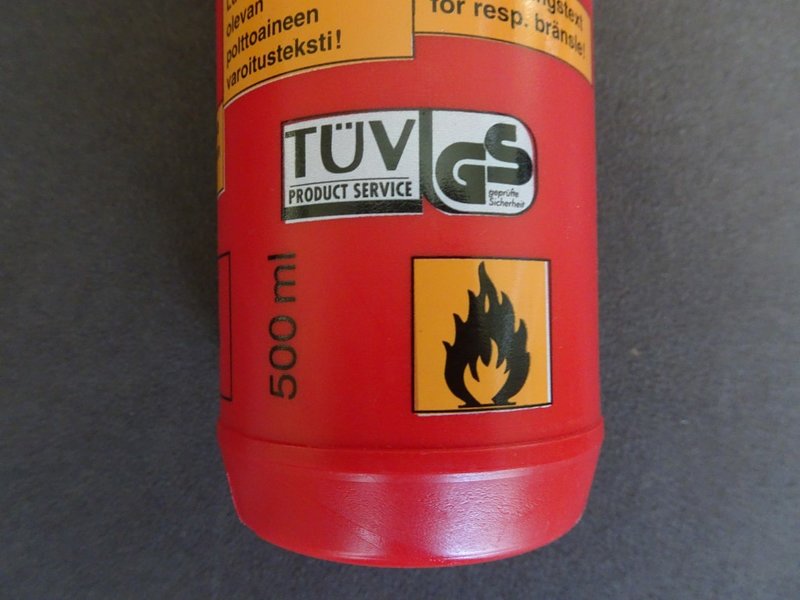 olevan
polttoaineen
varoitusteksti!
för resp. bränsle!
TÜV
PRODUCT SERVICE
GS
geprüfte
Sicherheit
500 ml